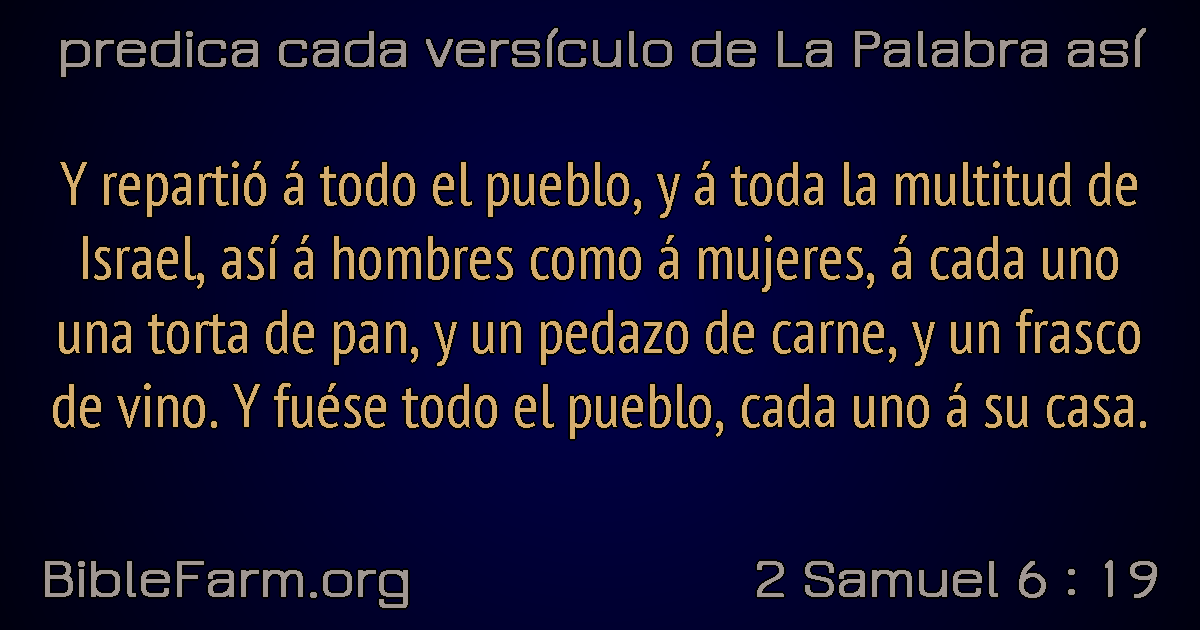 predica cada versículo de La Palabra así
Y repartió á todo el pueblo, y á toda la multitud de
Israel, así á hombres como á mujeres, á cada uno
una torta de pan, y un pedazo de carne, y un frasco
de vino. Y fuése todo el pueblo, cada uno á su casa.
BibleFarm.org
2 Samuel 6 : 19